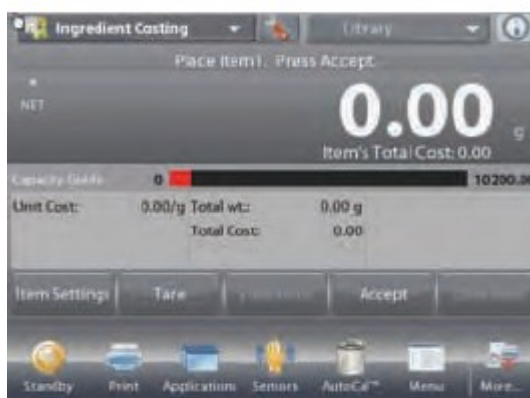 Ingredient Costing Library
Place Item1. Press Accept.
NET
0.00 g
Item's Total Cost: 0.00
Capacity Guide 0 10200.00
Unit Cost: 0.00/g Total wt.: 0.00 g
Total Cost: 0.00
Item Settings Tare Accept
Standby Print Applications Sensors AutoCal™ Menu More...